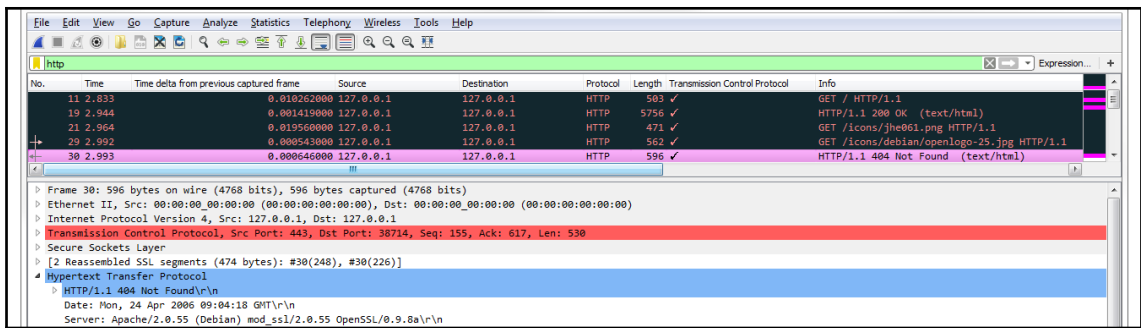 File Edit View Go Capture Analyze Statistics Telephony Wireless Tools Help
http Expression... +
No. Time Time delta from previous captured frame Source Destination Protocol Length Transmission Control Protocol Info
11 2.833 0.010262000 127.0.0.1 127.0.0.1 HTTP 503 ✓ GET / HTTP/1.1
19 2.944 0.001419000 127.0.0.1 127.0.0.1 HTTP 5756 ✓ HTTP/1.1 200 OK (text/html)
21 2.964 0.019560000 127.0.0.1 127.0.0.1 HTTP 471 ✓ GET /icons/jhe061.png HTTP/1.1
29 2.992 0.000543000 127.0.0.1 127.0.0.1 HTTP 562 ✓ GET /icons/debian/openlogo-25.jpg HTTP/1.1
30 2.993 0.000646000 127.0.0.1 127.0.0.1 HTTP 596 ✓ HTTP/1.1 404 Not Found (text/html)
Frame 30: 596 bytes on wire (4768 bits), 596 bytes captured (4768 bits)
Ethernet II, Src: 00:00:00_00:00:00 (00:00:00:00:00:00), Dst: 00:00:00_00:00:00 (00:00:00:00:00:00)
Internet Protocol Version 4, Src: 127.0.0.1, Dst: 127.0.0.1
Transmission Control Protocol, Src Port: 443, Dst Port: 38714, Seq: 155, Ack: 617, Len: 530
Secure Sockets Layer
[2 Reassembled SSL segments (474 bytes): #30(248), #30(226)]
Hypertext Transfer Protocol
HTTP/1.1 404 Not Found\r\n
Date: Mon, 24 Apr 2006 09:04:18 GMT\r\n
Server: Apache/2.0.55 (Debian) mod_ssl/2.0.55 OpenSSL/0.9.8a\r\n